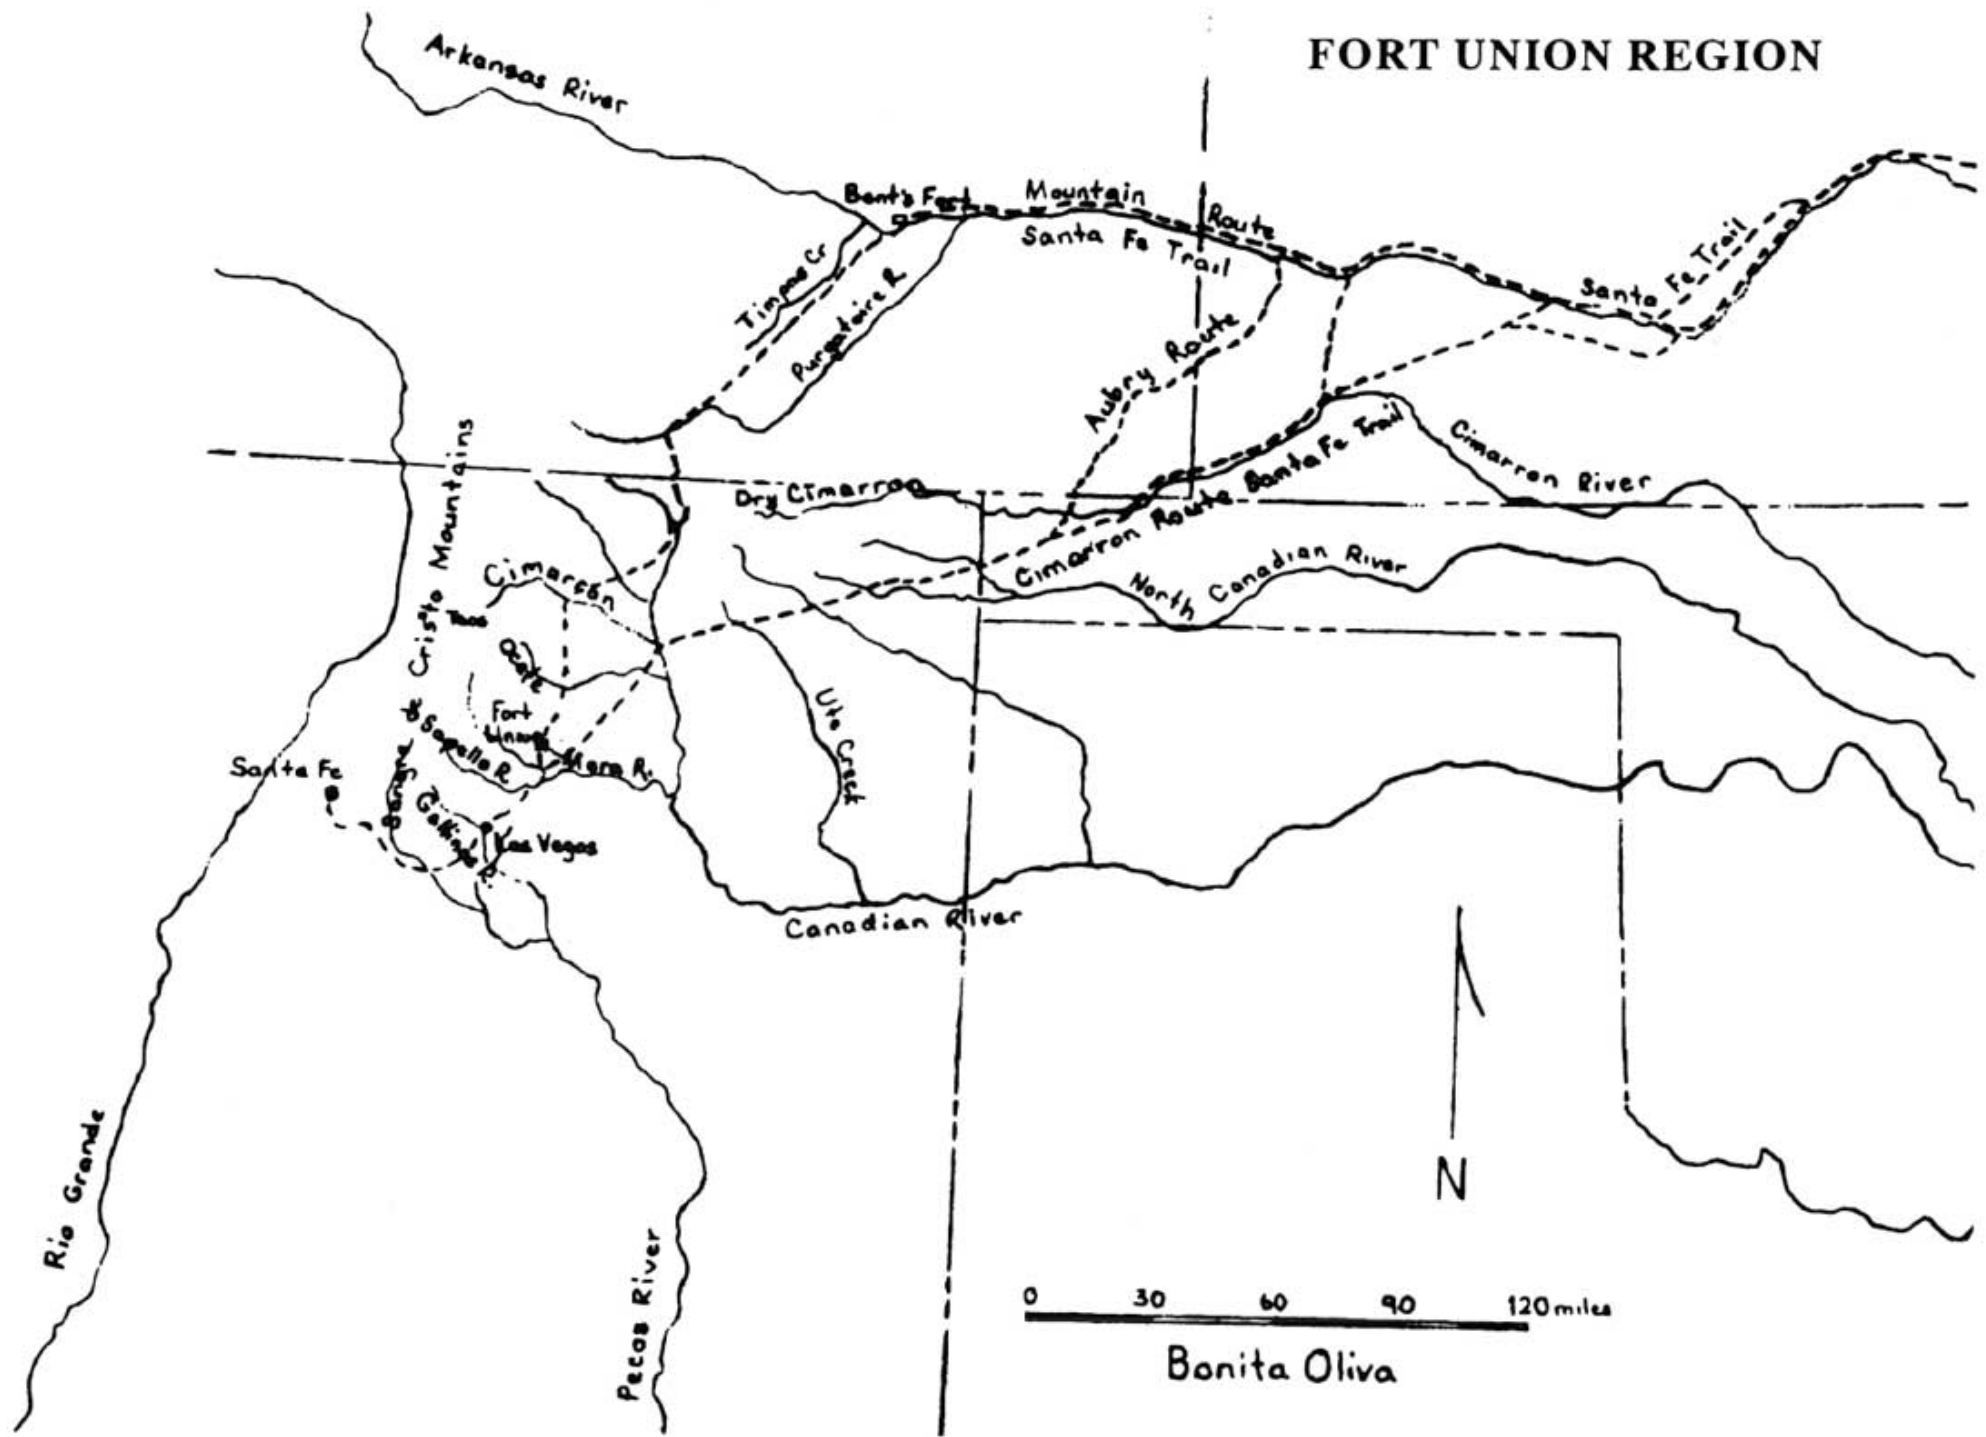 FORT UNION REGION
Arkansas River
Bent's Fort
Mountain
Route
Santa Fe Trail
Santa Fe Trail
Timpas Cr
Purgatoire R
Aubry Route
Cimarron River
Dry Cimarron
Cimarron Route Santa Fe Trail
North Canadian River
Cimarron
Taos
Ocate
Cristo Mountains
Sangre de
Fort Union
Sapello R
Mora R.
Ute Creek
Santa Fe
Gallinas R.
Las Vegas
Canadian River
Rio Grande
Pecos River
N
0 30 60 90 120 miles
Bonita Oliva